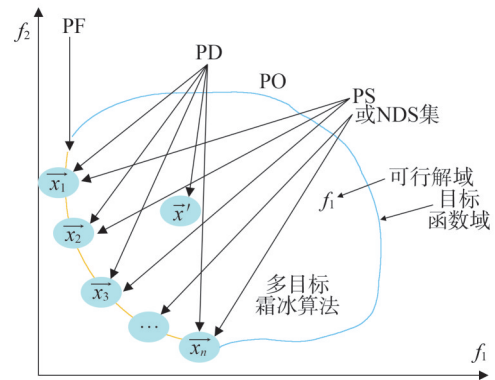 f₂
PF
PD
PO
PS
或NDS集
x₁
x₂
x₃
…
xₙ
x′
可行解域
f₁
目标
函数域
多目标
霜冰算法
f₁